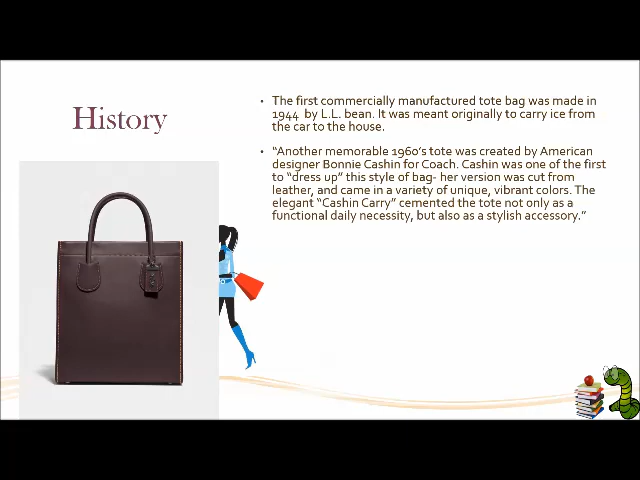 History
• The first commercially manufactured tote bag was made in
1944 by L.L. bean. It was meant originally to carry ice from
the car to the house.
• "Another memorable 1960's tote was created by American
designer Bonnie Cashin for Coach. Cashin was one of the first
to "dress up" this style of bag- her version was cut from
leather, and came in a variety of unique, vibrant colors. The
elegant "Cashin Carry" cemented the tote not only as a
functional daily necessity, but also as a stylish accessory."